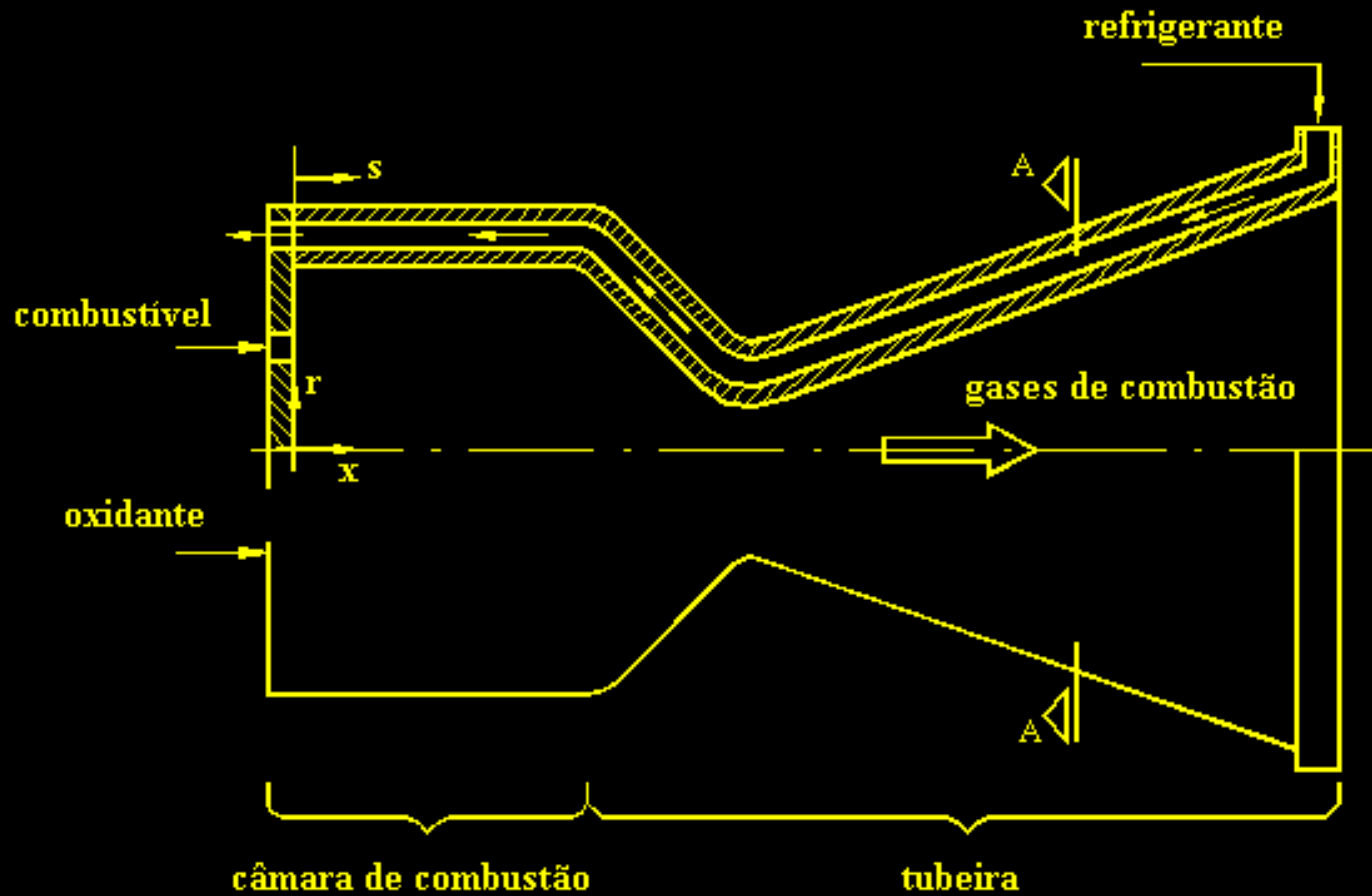 refrigerante
s
A
combustível
r
gases de combustão
x
oxidante
A
câmara de combustão
tubeira